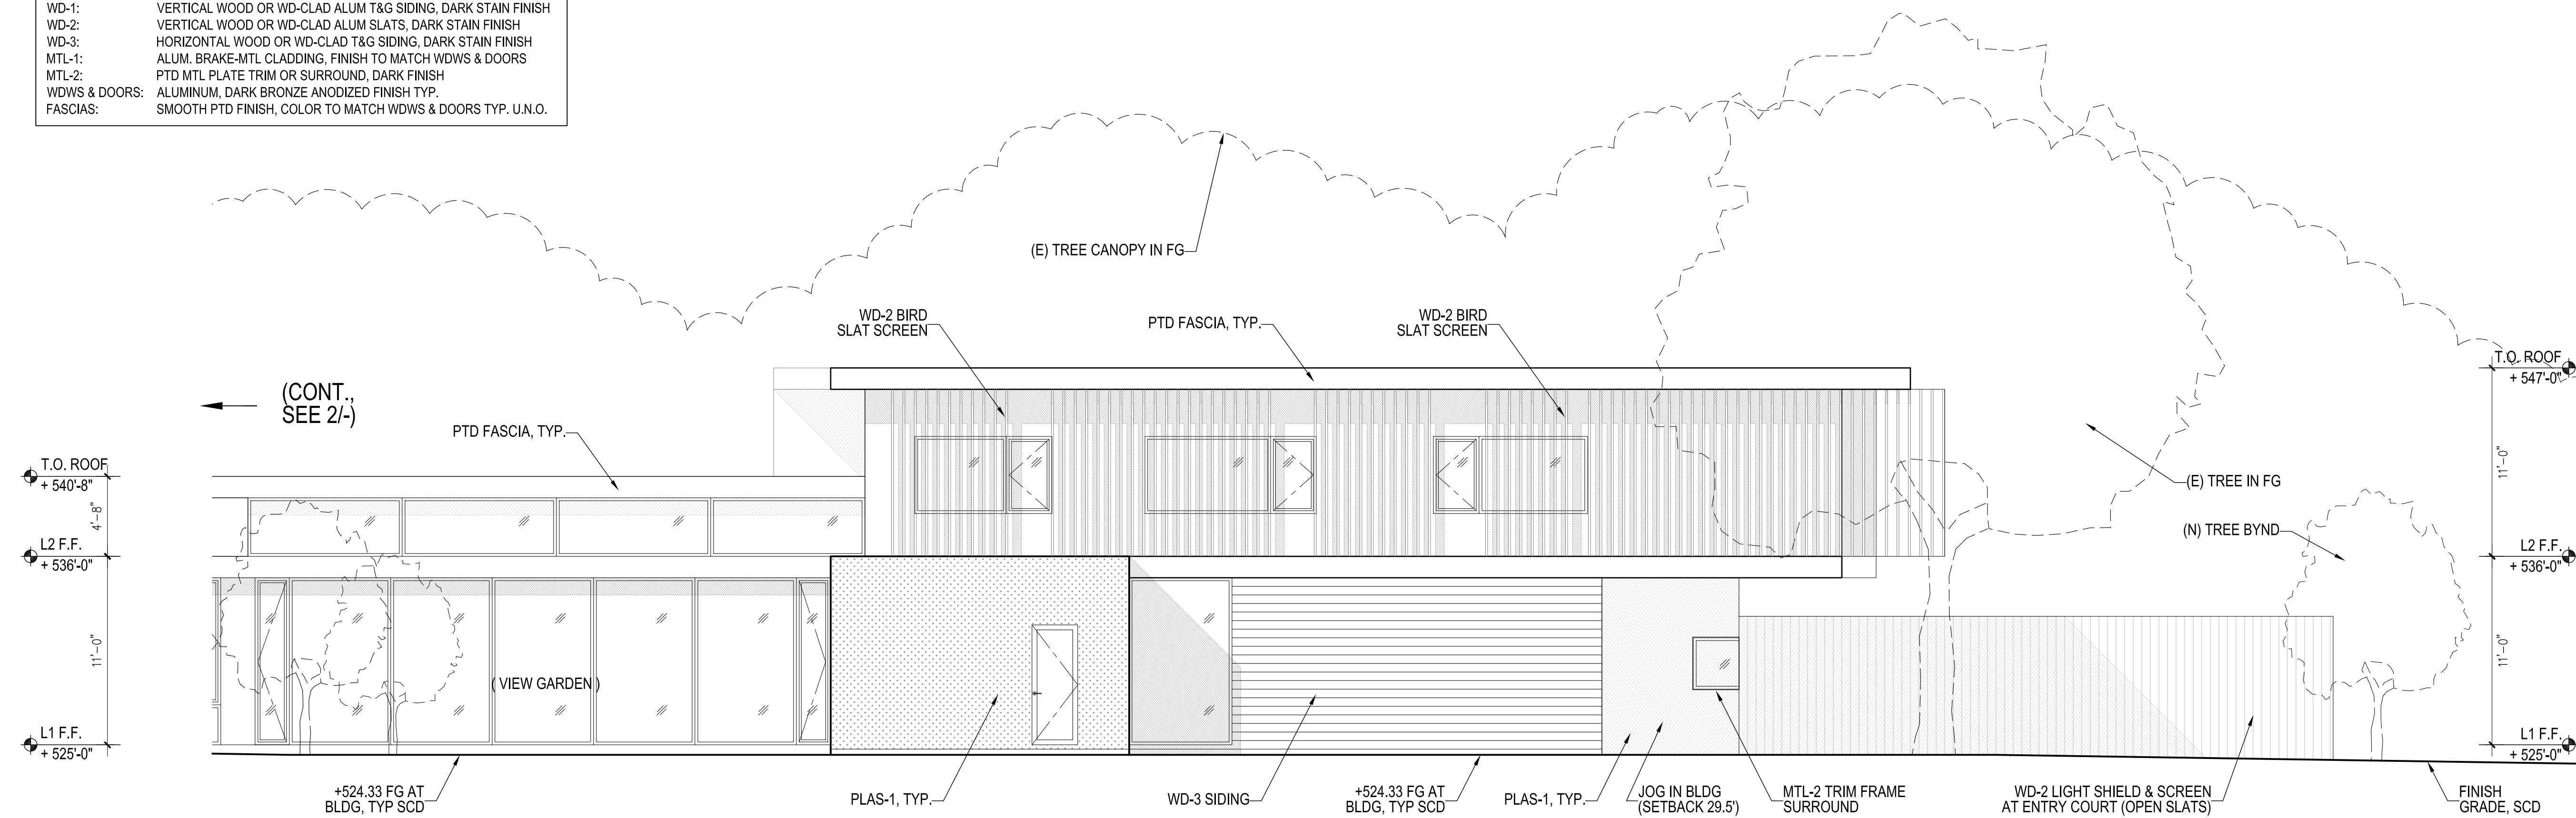 WD-1: VERTICAL WOOD OR WD-CLAD ALUM T&G SIDING, DARK STAIN FINISH
WD-2: VERTICAL WOOD OR WD-CLAD ALUM SLATS, DARK STAIN FINISH
WD-3: HORIZONTAL WOOD OR WD-CLAD T&G SIDING, DARK STAIN FINISH
MTL-1: ALUM. BRAKE-MTL CLADDING, FINISH TO MATCH WDWS & DOORS
MTL-2: PTD MTL PLATE TRIM OR SURROUND, DARK FINISH
WDWS & DOORS: ALUMINUM, DARK BRONZE ANODIZED FINISH TYP.
FASCIAS: SMOOTH PTD FINISH, COLOR TO MATCH WDWS & DOORS TYP. U.N.O.
(E) TREE CANOPY IN FG
WD-2 BIRD
SLAT SCREEN
PTD FASCIA, TYP.
WD-2 BIRD
SLAT SCREEN
(CONT.,
SEE 2/-)
PTD FASCIA, TYP.
T.O. ROOF
+ 547'-0"
11'-0"
(E) TREE IN FG
(N) TREE BYND
T.O. ROOF
+ 540'-8"
4'-8"
L2 F.F.
+ 536'-0"
L2 F.F.
+ 536'-0"
11'-0"
11'-0"
( VIEW GARDEN )
L1 F.F.
+ 525'-0"
L1 F.F.
+ 525'-0"
+524.33 FG AT
BLDG, TYP SCD
PLAS-1, TYP.
WD-3 SIDING
+524.33 FG AT
BLDG, TYP SCD
PLAS-1, TYP.
JOG IN BLDG
(SETBACK 29.5')
MTL-2 TRIM FRAME
SURROUND
WD-2 LIGHT SHIELD & SCREEN
AT ENTRY COURT (OPEN SLATS)
FINISH
GRADE, SCD